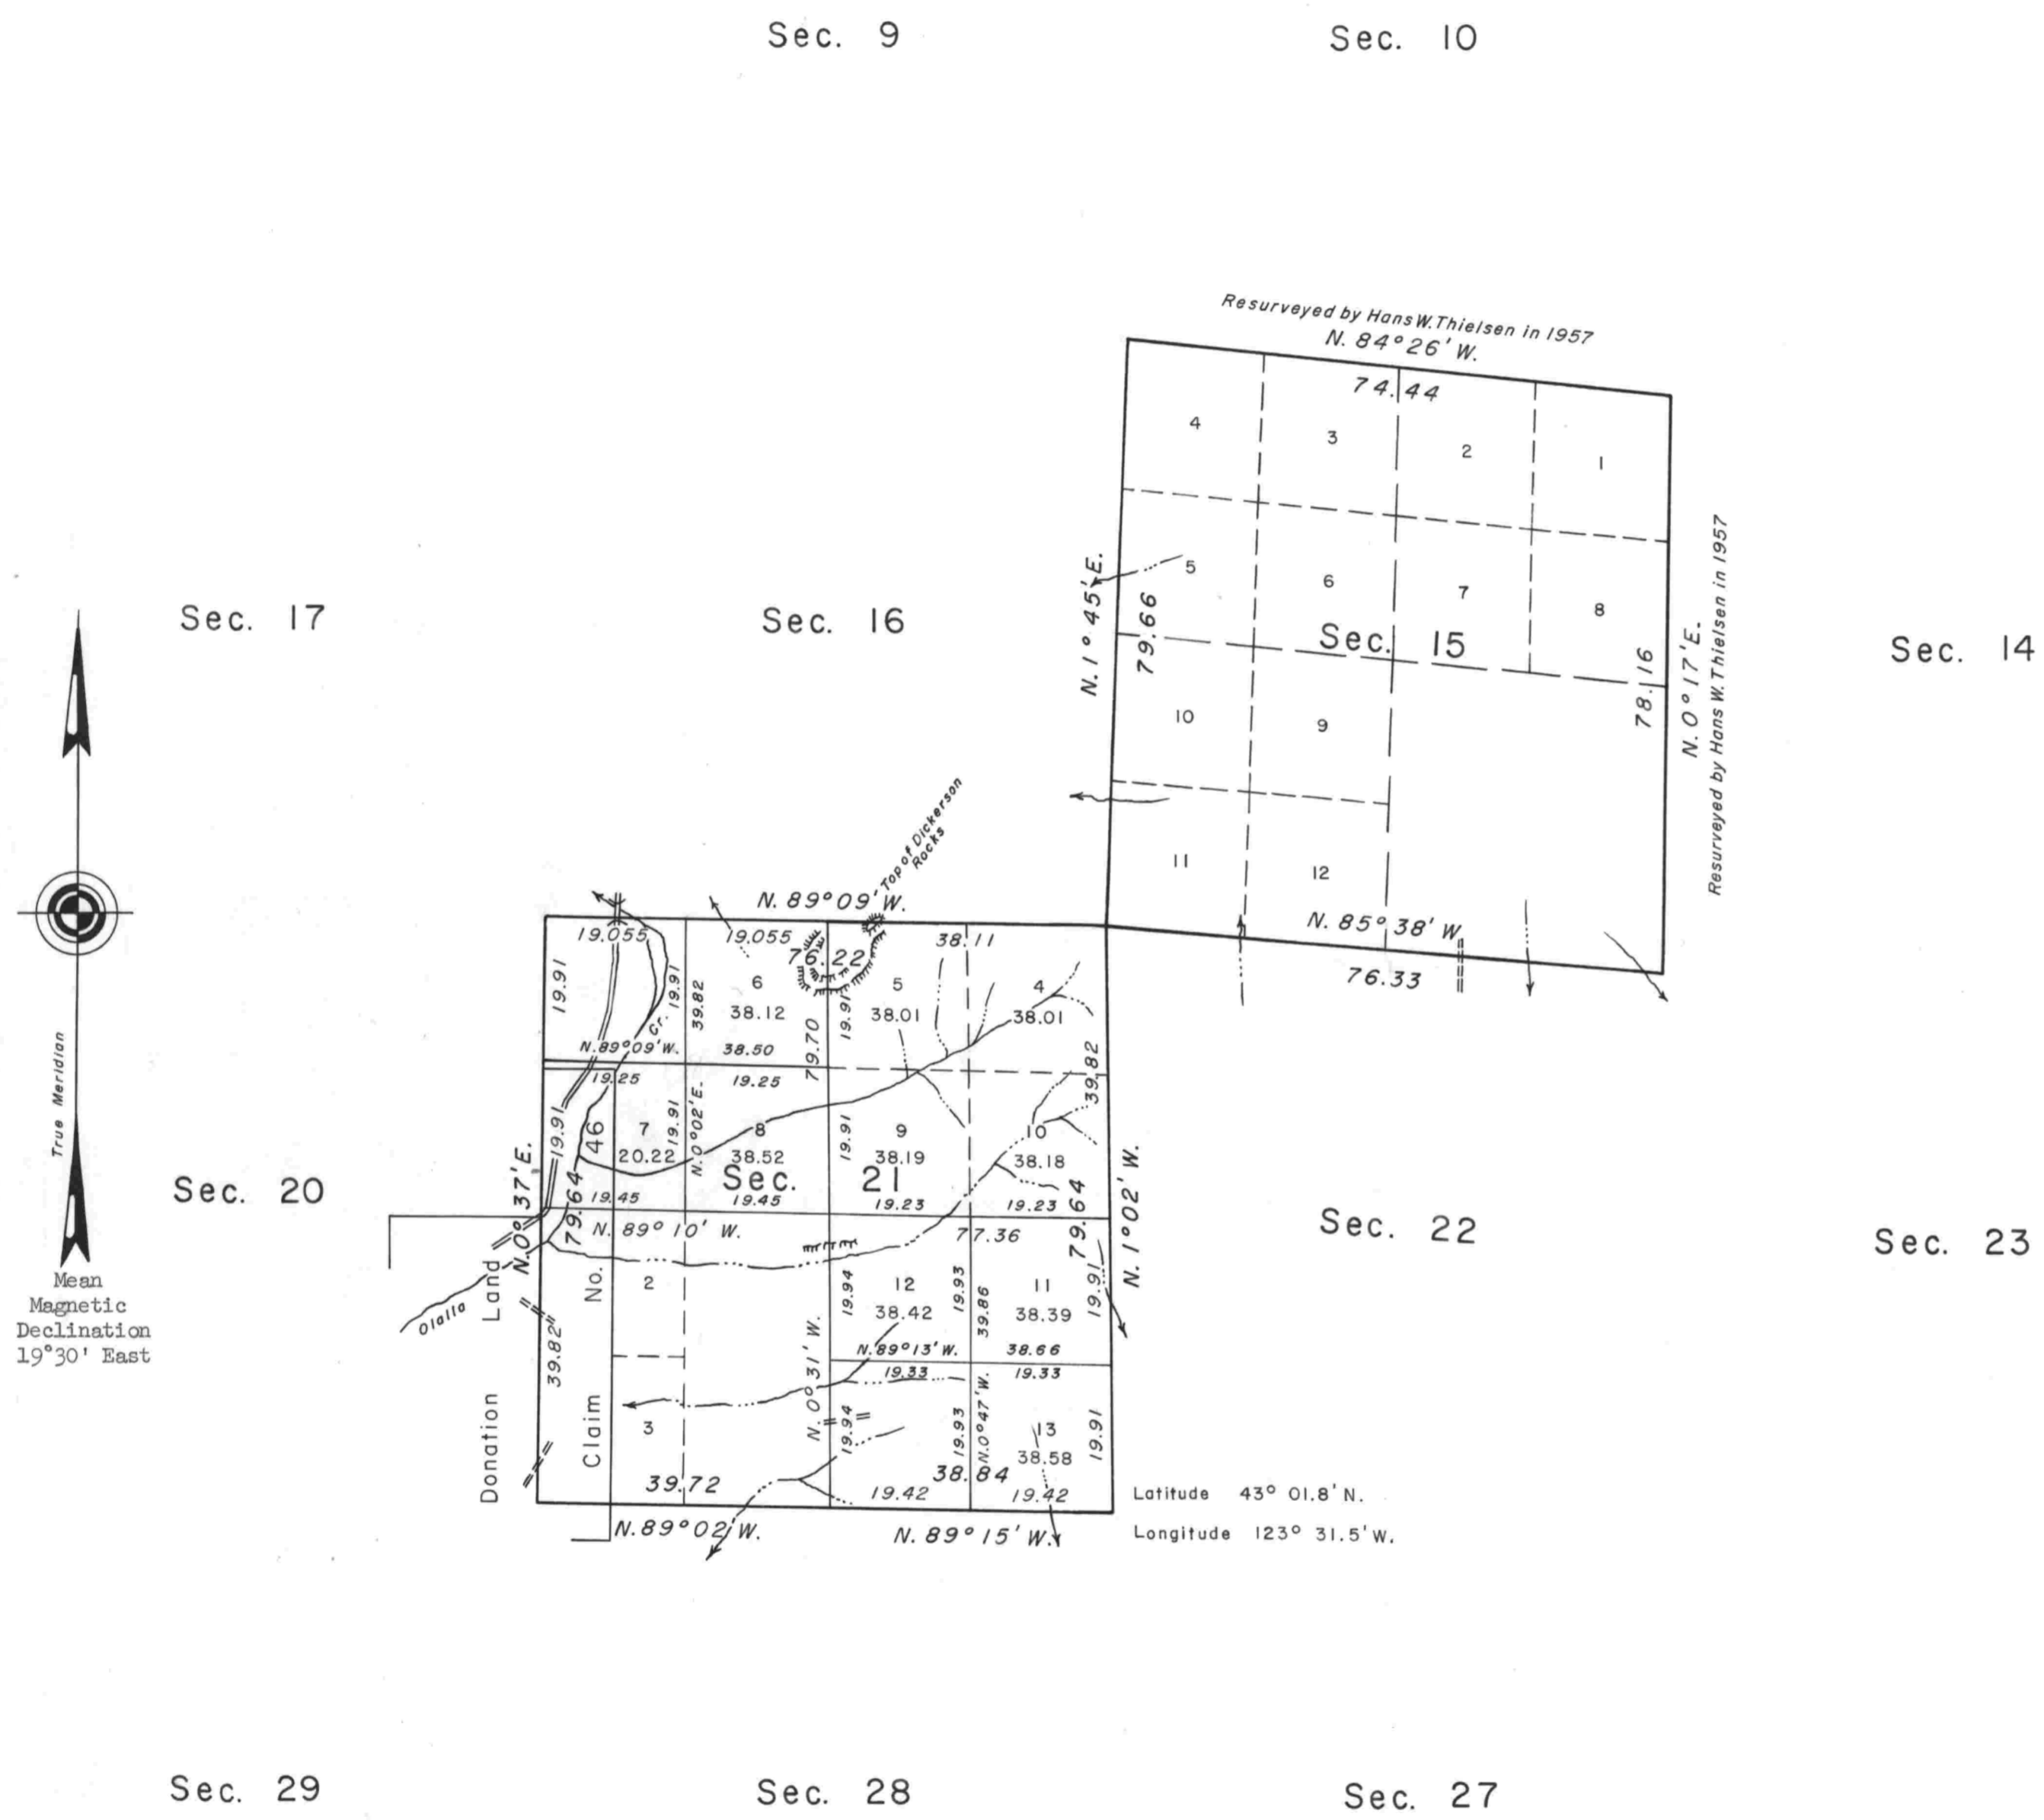 Sec. 9
Sec. 10
Resurveyed by Hans W. Thielsen in 1957
N. 84° 26' W.
74.44
4
3
2
1
5
6
7
8
N. 1° 45' E.
79.66
Sec. 15
78.16
N. 0° 17' E.
Resurveyed by Hans W. Thielsen in 1957
10
9
11
12
N. 85° 38' W.
76.33
Sec. 17
Sec. 16
Sec. 14
True Meridian
Mean
Magnetic
Declination
19°30' East
Top of Dickerson
Rocks
N. 89° 09' W.
19.055
19.055
76.22
38.11
19.91
Cr.
19.91
39.82
6
38.12
79.70
19.91
5
38.01
4
38.01
39.82
N. 89° 09' W.
38.50
19.25
19.25
19.91
46
7
20.22
19.91
N. 0° 02' E.
8
38.52
19.91
9
38.19
10
38.18
Sec. 21
Sec. 20
Sec. 22
Sec. 23
N. 0° 37' E.
79.64
19.45
19.45
19.23
19.23
79.64
N. 1° 02' W.
N. 89° 10' W.
77.36
Olalla
Donation Land
Claim No.
39.82
2
3
12
38.42
19.94
19.93
39.86
11
38.39
19.91
N. 0° 31' W.
N. 89° 13' W.
38.66
19.33
19.33
19.94
19.93
N. 0° 47' W.
13
38.58
19.91
39.72
38.84
19.42
19.42
N. 89° 02' W.
N. 89° 15' W.
Latitude 43° 01.8' N.
Longitude 123° 31.5' W.
Sec. 29
Sec. 28
Sec. 27